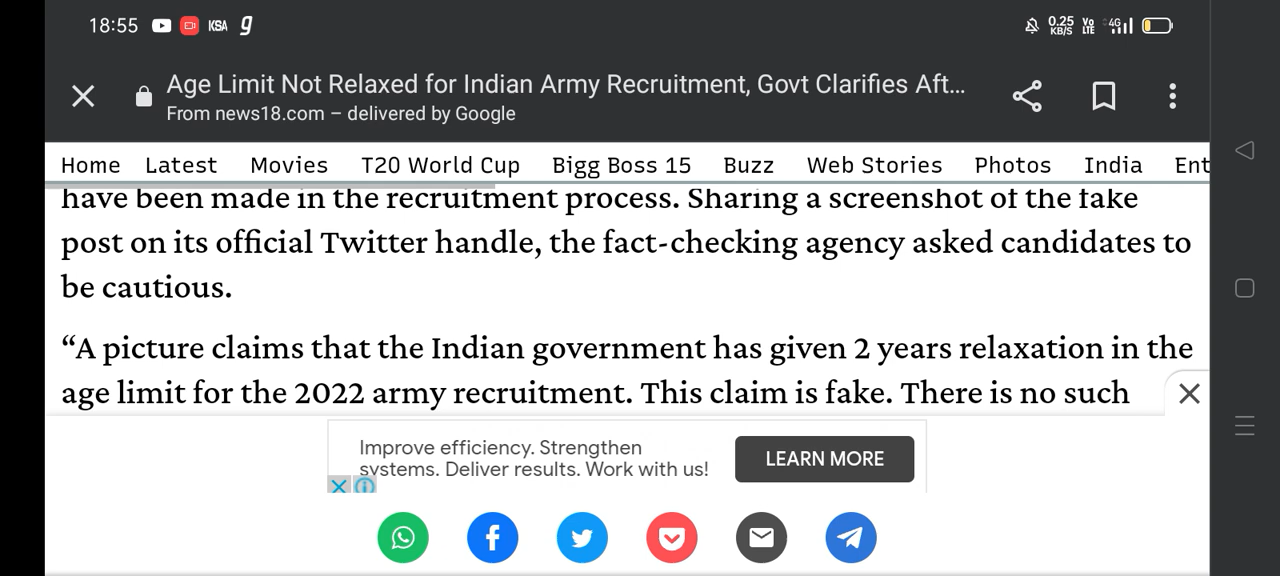 18:55 KSA g 0.25 KB/S Vo LTE 4G
Age Limit Not Relaxed for Indian Army Recruitment, Govt Clarifies Aft...
From news18.com – delivered by Google
Home Latest Movies T20 World Cup Bigg Boss 15 Buzz Web Stories Photos India Ent
have been made in the recruitment process. Sharing a screenshot of the fake
post on its official Twitter handle, the fact-checking agency asked candidates to
be cautious.
“A picture claims that the Indian government has given 2 years relaxation in the
age limit for the 2022 army recruitment. This claim is fake. There is no such
Improve efficiency. Strengthen
systems. Deliver results. Work with us!
LEARN MORE